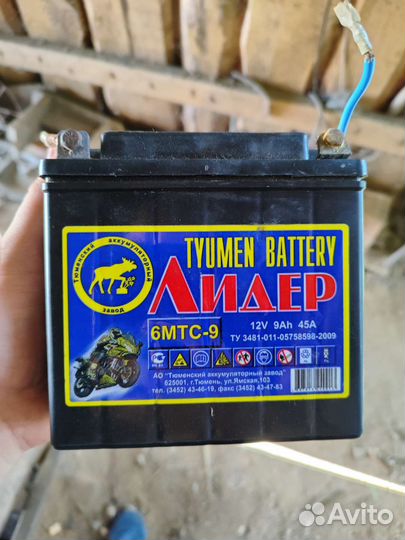 Тюменский аккумуляторный завод
TYUMEN BATTERY
ЛИДЕР
6МТС-9
12V 9Ah 45A
ТУ 3481-011-05758598-2009
АО "Тюменский аккумуляторный завод"
625001, г.Тюмень, ул.Ямская,103
тел. (3452) 43-46-19, факс (3452) 43-47-83
Avito